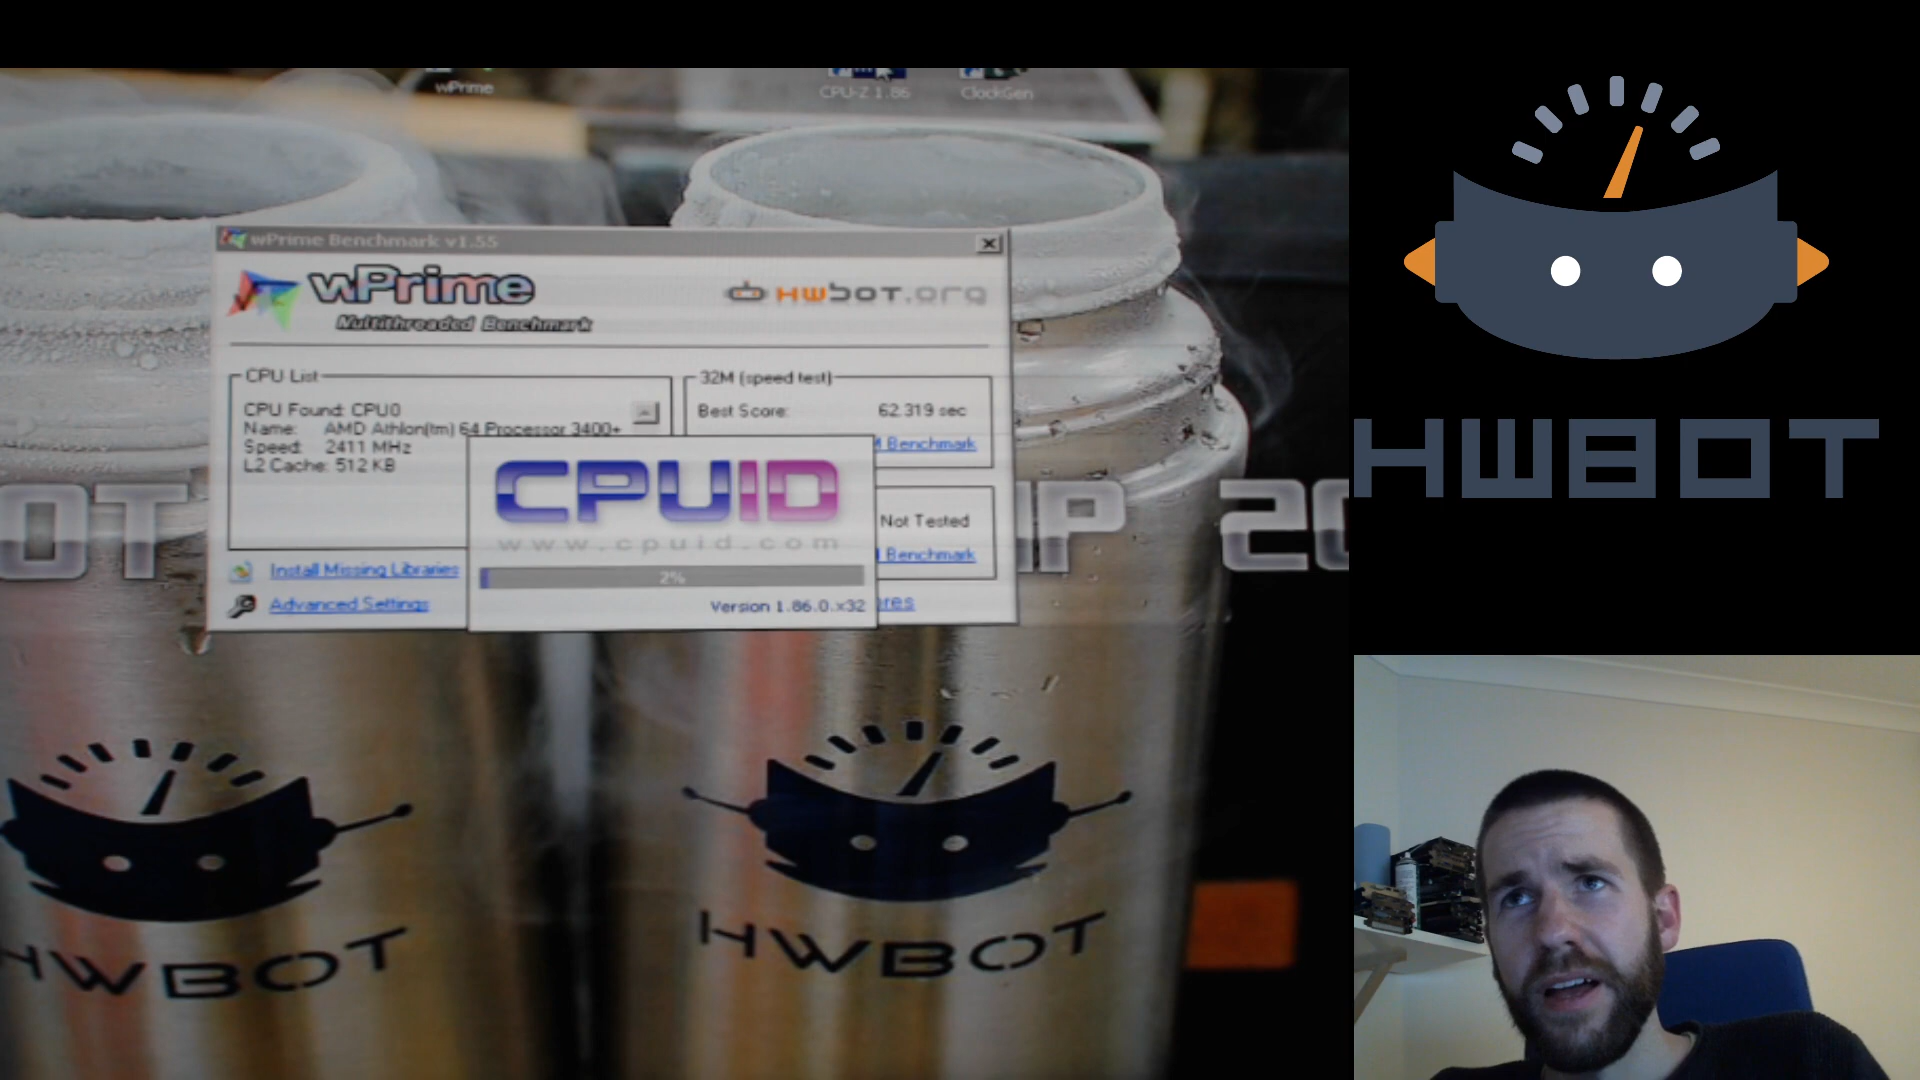 wPrime
CPU-Z 1.86
ClockGen
wPrime Benchmark v1.55
wPrime
Multithreaded Benchmark
HWBOT.org
CPU List
CPU Found: CPU0
Name: AMD Athlon(tm) 64 Processor 3400+
Speed: 2411 MHz
L2 Cache: 512 KB
32M (speed test)
Best Score: 62.319 sec
Benchmark
Not Tested
Benchmark
Install Missing Libraries
Advanced Settings
CPUID
www.cpuid.com
2%
Version 1.86.0.x32
HWBOT
HWBOT
HWBOT